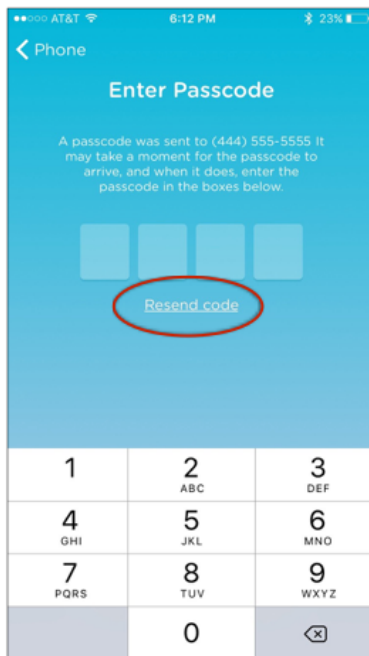 AT&T 6:12 PM 23%
Phone
Enter Passcode
A passcode was sent to (444) 555-5555 It
may take a moment for the passcode to
arrive, and when it does, enter the
passcode in the boxes below.
Resend code
1 2 3
ABC DEF
4 5 6
GHI JKL MNO
7 8 9
PQRS TUV WXYZ
0